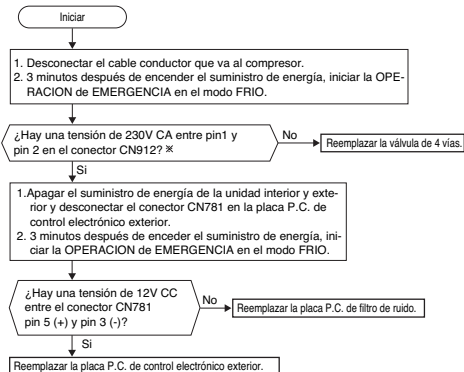 Iniciar
1. Desconectar el cable conductor que va al compresor.
2. 3 minutos después de encender el suministro de energía, iniciar la OPE-
RACION de EMERGENCIA en el modo FRIO.
¿Hay una tensión de 230V CA entre pin1 y
pin 2 en el conector CN912? ※
No
Reemplazar la válvula de 4 vías.
Si
1.Apagar el suministro de energía de la unidad interior y exte-
rior y desconectar el conector CN781 en la placa P.C. de
control electrónico exterior.
2. 3 minutos después de enceder el suministro de energía, ini-
ciar la OPERACION de EMERGENCIA en el modo FRIO.
¿Hay una tensión de 12V CC
entre el conector CN781
pin 5 (+) y pin 3 (-)?
No
Reemplazar la placa P.C. de filtro de ruido.
Si
Reemplazar la placa P.C. de control electrónico exterior.